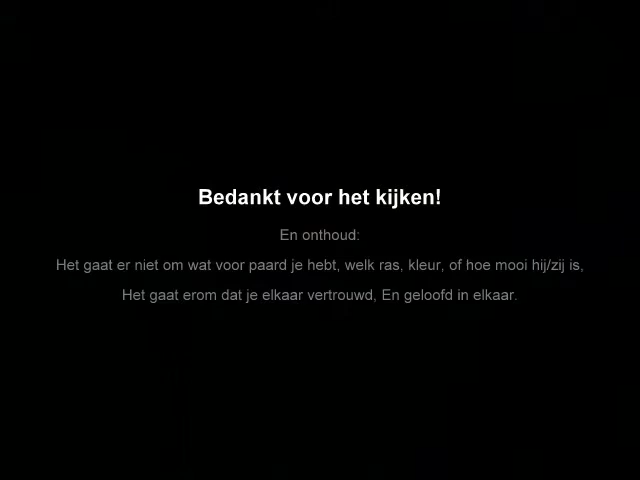 Bedankt voor het kijken!
En onthoud:
Het gaat er niet om wat voor paard je hebt, welk ras, kleur, of hoe mooi hij/zij is,
Het gaat erom dat je elkaar vertrouwd, En geloofd in elkaar.